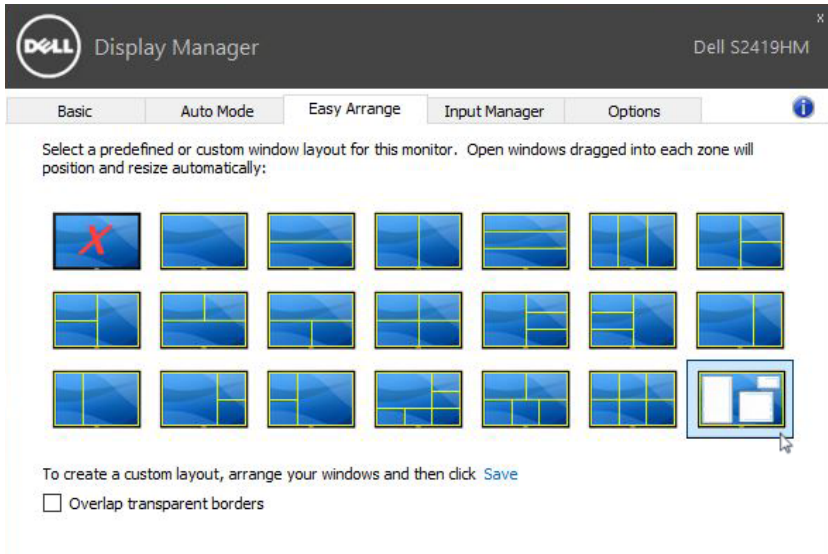 x
DELL Display Manager Dell S2419HM
Basic Auto Mode Easy Arrange Input Manager Options i
Select a predefined or custom window layout for this monitor. Open windows dragged into each zone will
position and resize automatically:
X
To create a custom layout, arrange your windows and then click Save
Overlap transparent borders